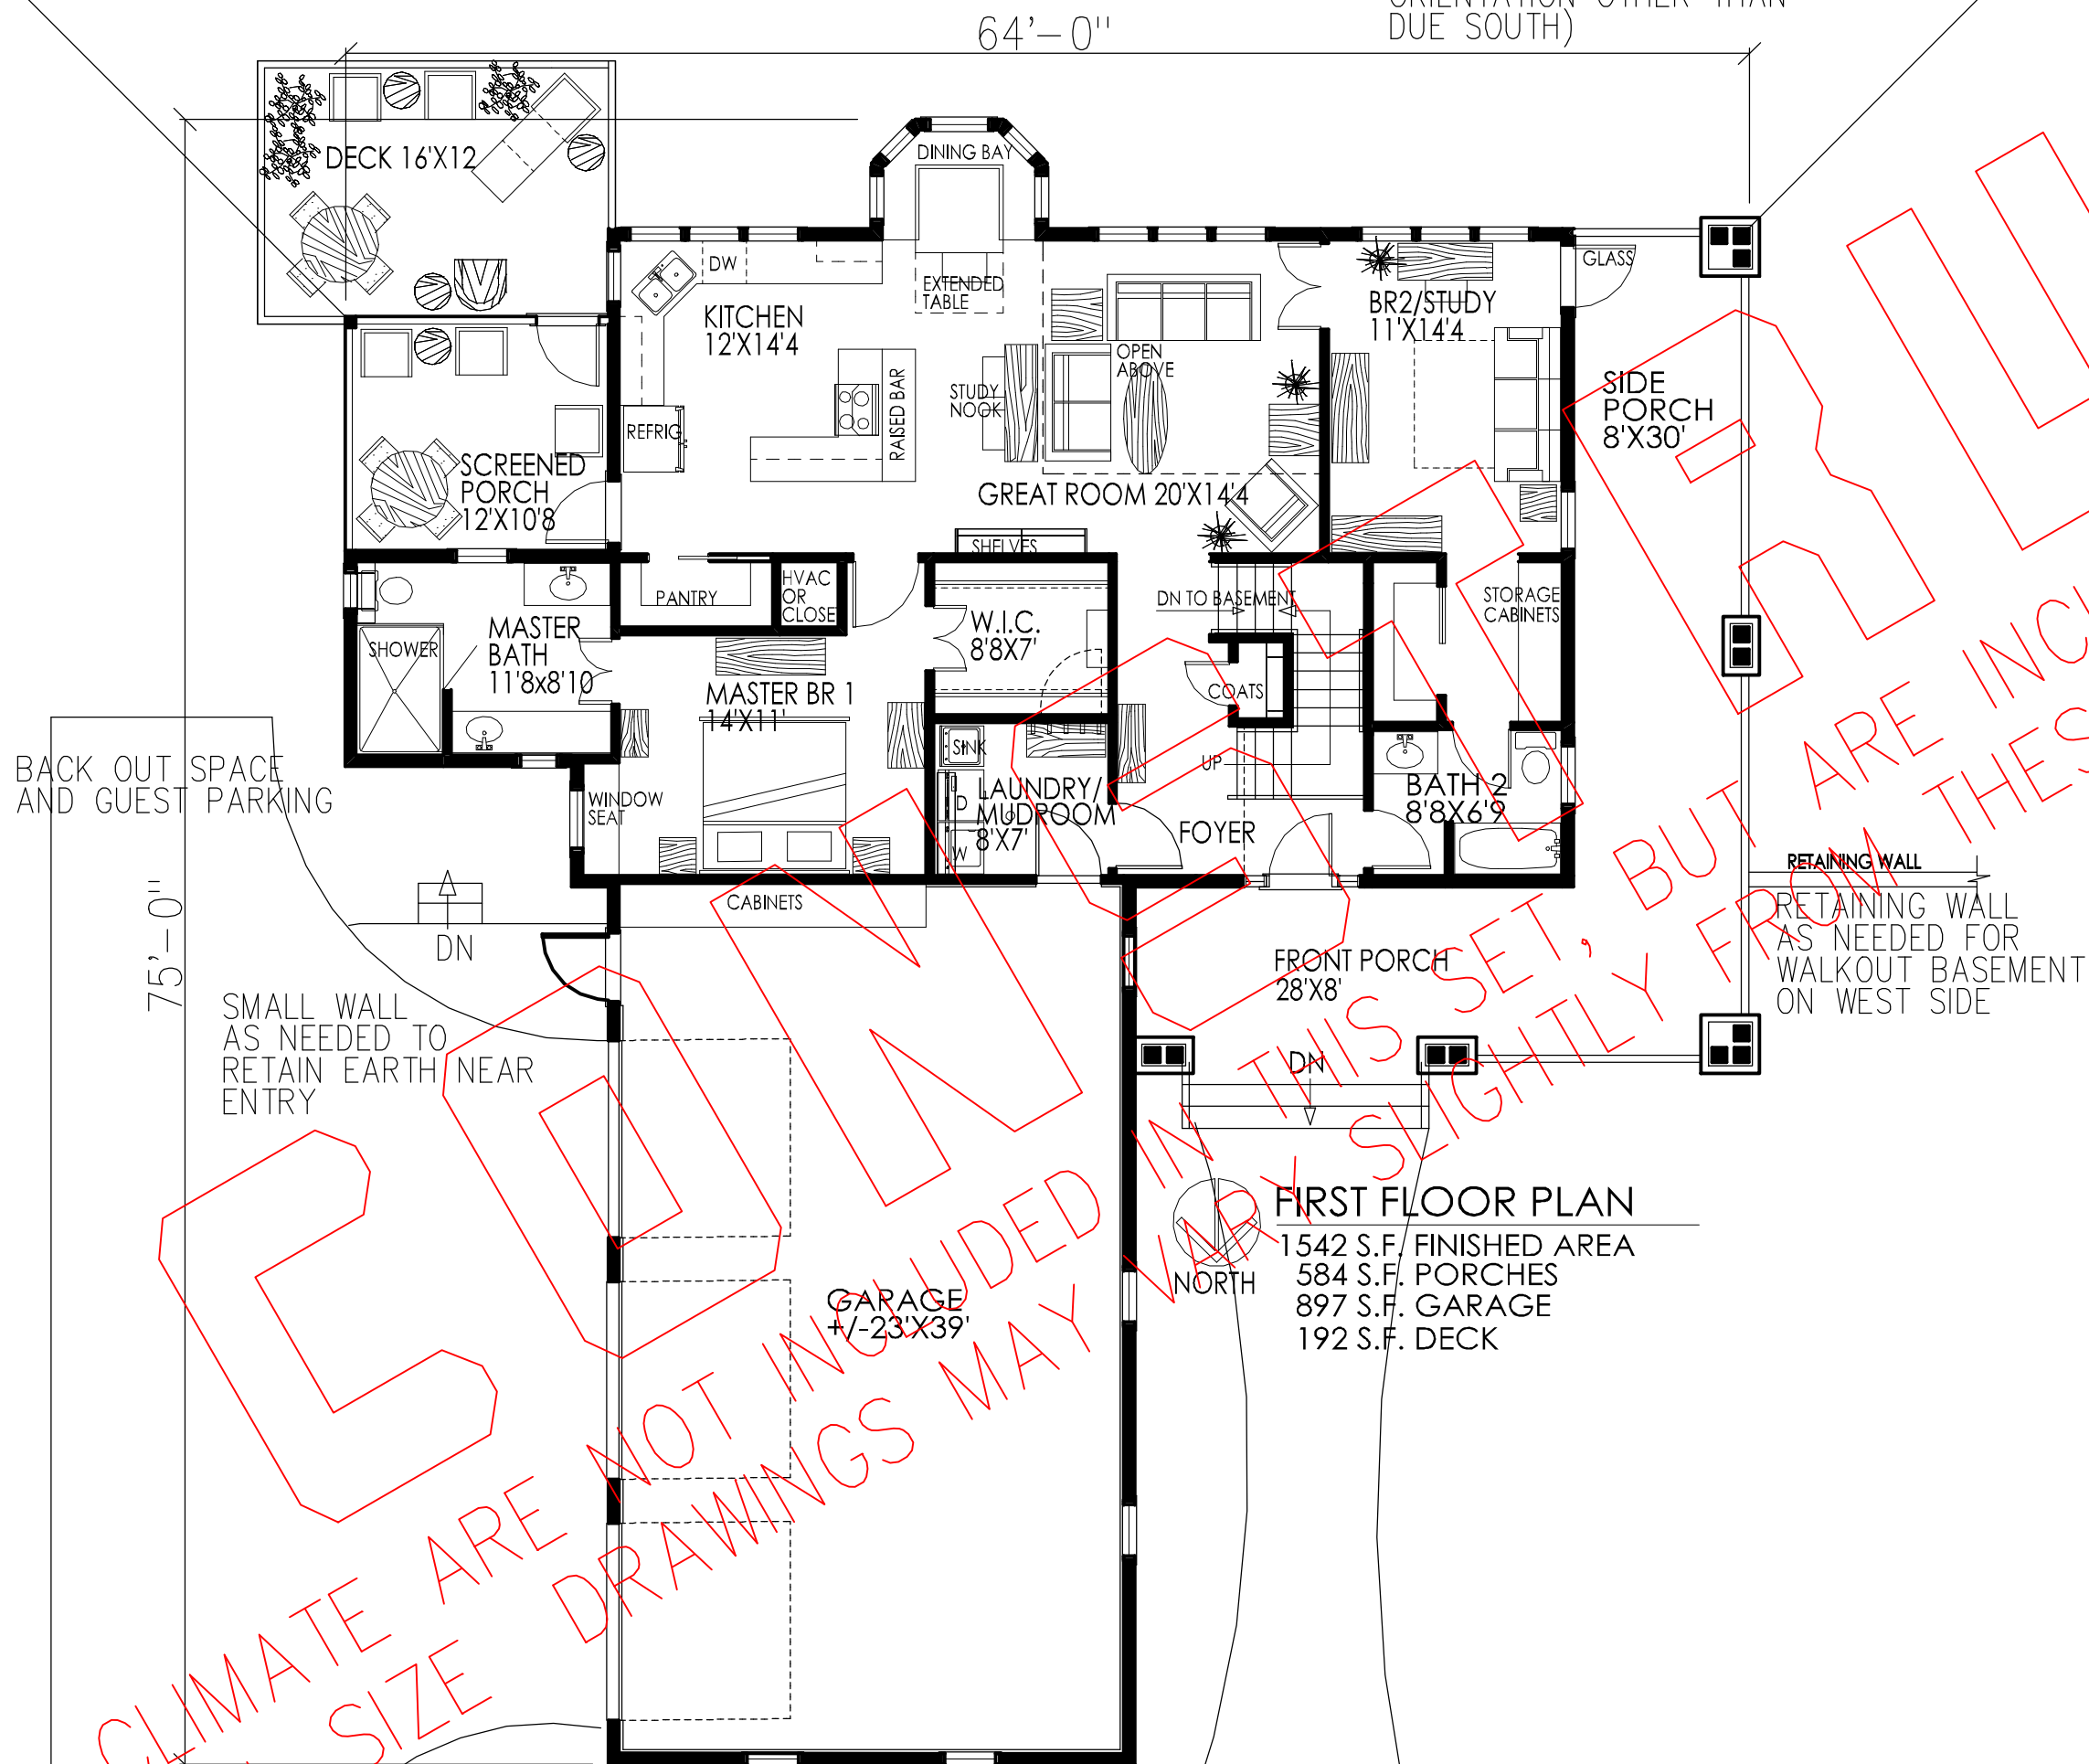 ORIENTATION OTHER THAN
DUE SOUTH)
64'-0"
DECK 16'X12
DINING BAY
DW
KITCHEN
12'X14'4
EXTENDED
TABLE
GLASS
BR2/STUDY
11'X14'4
OPEN
ABOVE
STUDY
NOOK
RAISED BAR
SIDE
PORCH
8'X30'
REFRIG
SCREENED
PORCH
12'X10'8
GREAT ROOM 20'X14'4
SHELVES
HVAC
OR
CLOSET
PANTRY
DN TO BASEMENT
STORAGE
CABINETS
MASTER
BATH
11'8x8'10
SHOWER
W.I.C.
8'8X7'
COATS
MASTER BR 1
14'X11'
SINK
UP
LAUNDRY/
MUDROOM
8'X7'
D
W
BATH 2
8'8X6'9
FOYER
WINDOW
SEAT
BACK OUT SPACE
AND GUEST PARKING
75'-0"
RETAINING WALL
RETAINING WALL
AS NEEDED FOR
WALKOUT BASEMENT
ON WEST SIDE
CABINETS
DN
FRONT PORCH
28'X8'
SMALL WALL
AS NEEDED TO
RETAIN EARTH NEAR
ENTRY
DN
NORTH
FIRST FLOOR PLAN
1542 S.F. FINISHED AREA
584 S.F. PORCHES
897 S.F. GARAGE
192 S.F. DECK
GARAGE
+/-23'X39'
CLIMATE ARE NOT INCLUDED IN THIS SET, BUT ARE
SIZE DRAWINGS MAY VARY SLIGHTLY FROM